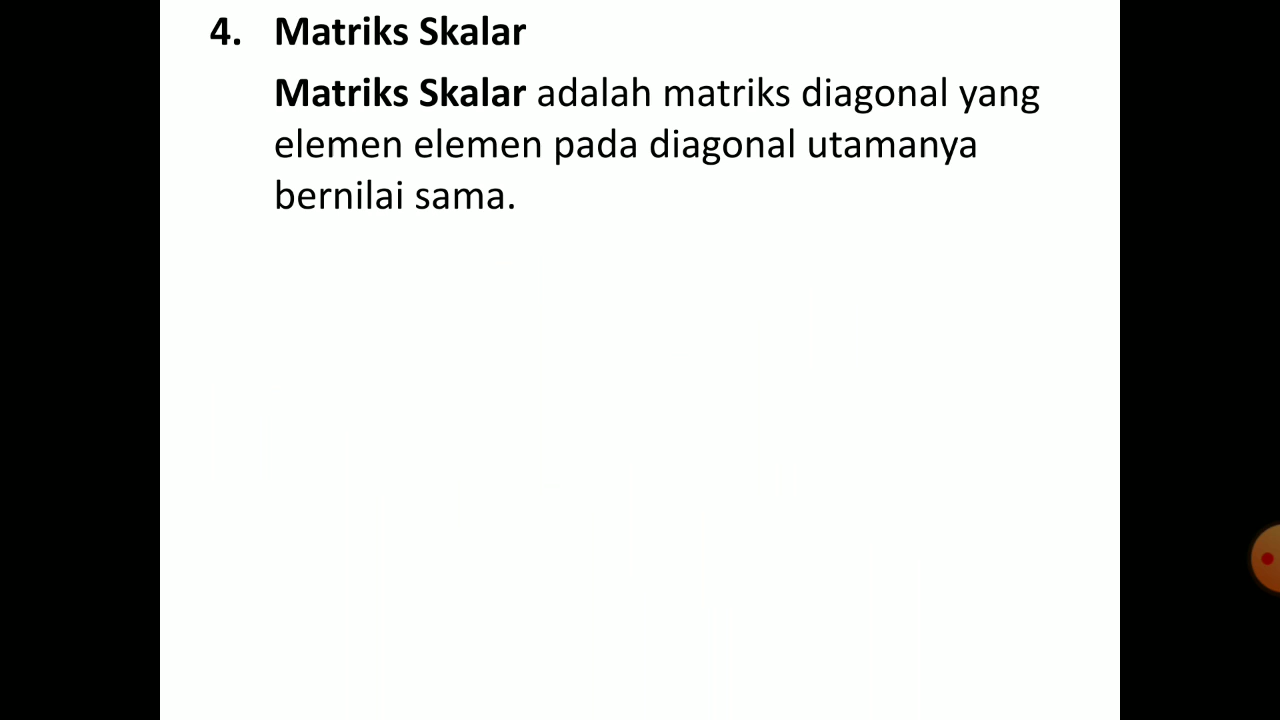 4. Matriks Skalar
Matriks Skalar adalah matriks diagonal yang
elemen elemen pada diagonal utamanya
bernilai sama.